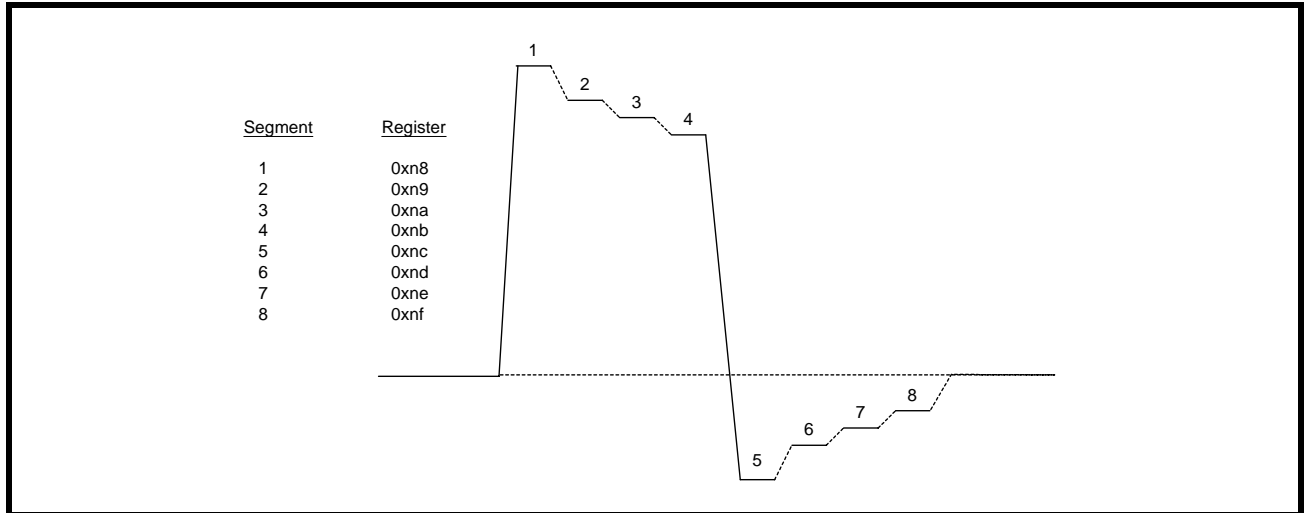 1
2
3
4
Segment Register
1 0xn8
2 0xn9
3 0xna
4 0xnb
5 0xnc
6 0xnd
7 0xne
8 0xnf
8
7
6
5